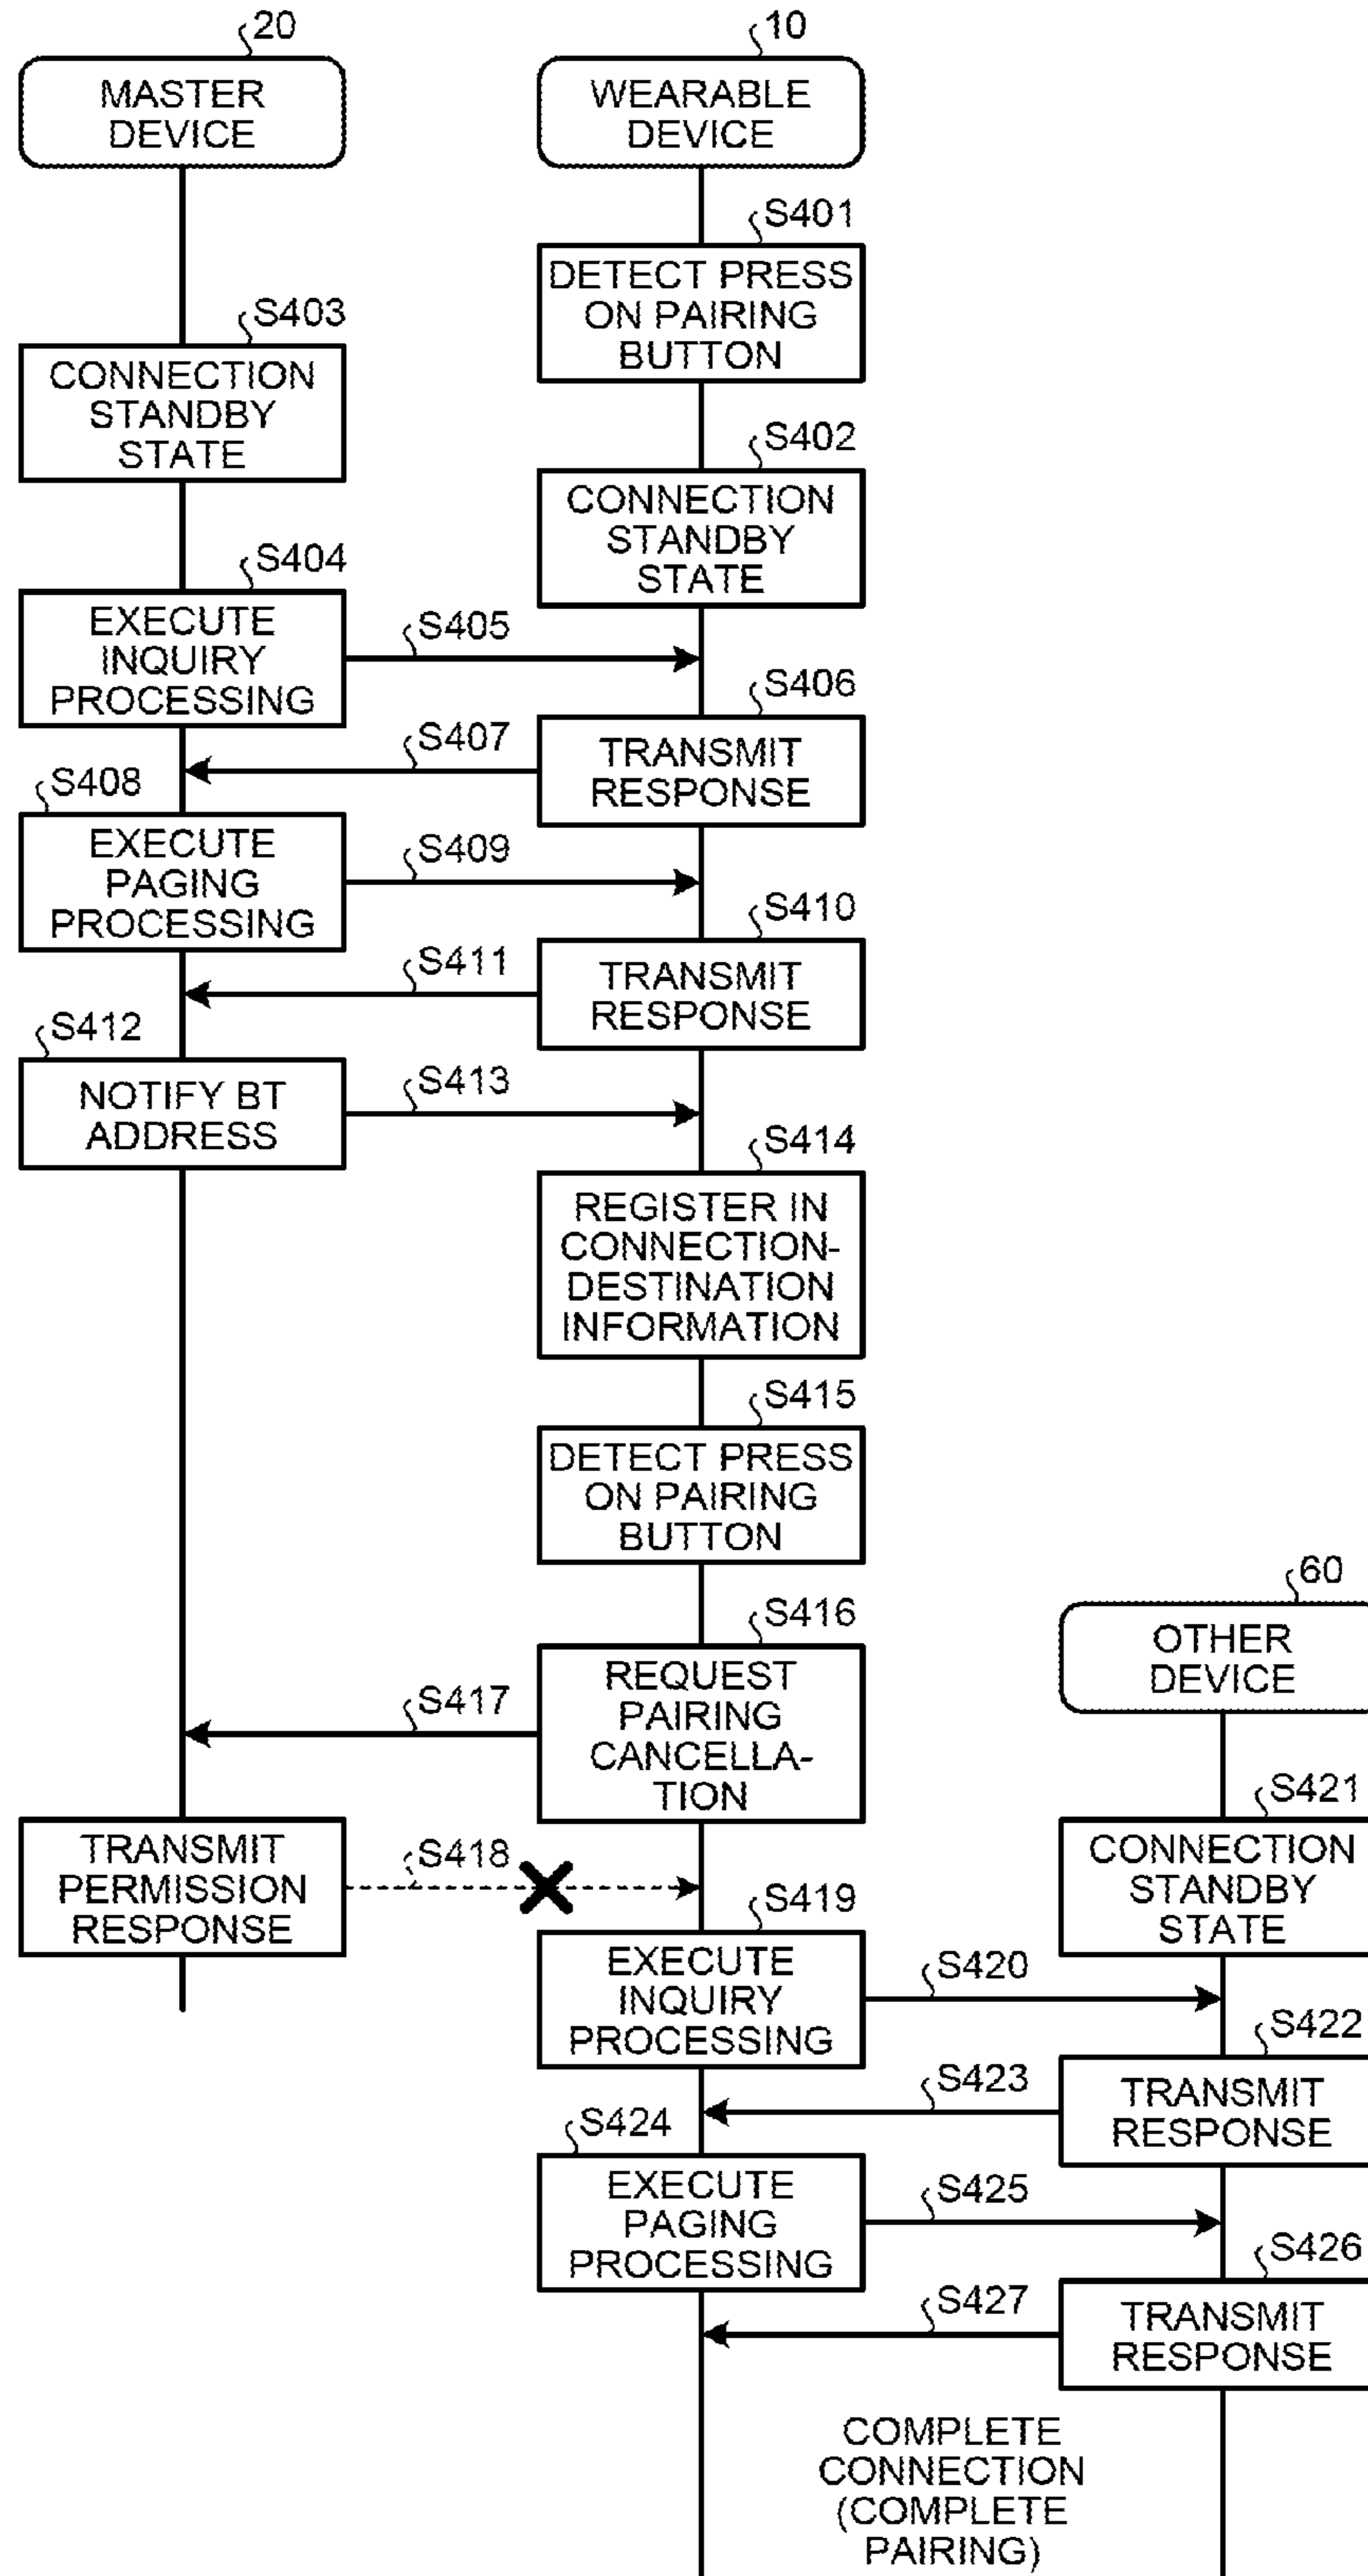 20
10
MASTER
DEVICE
WEARABLE
DEVICE
S401
DETECT PRESS
ON PAIRING
BUTTON
S403
CONNECTION
STANDBY
STATE
S402
CONNECTION
STANDBY
STATE
S404
EXECUTE
INQUIRY
PROCESSING
S405
S406
TRANSMIT
RESPONSE
S407
S408
EXECUTE
PAGING
PROCESSING
S409
S410
TRANSMIT
RESPONSE
S411
S412
NOTIFY BT
ADDRESS
S413
S414
REGISTER IN
CONNECTION-
DESTINATION
INFORMATION
S415
DETECT PRESS
ON PAIRING
BUTTON
60
OTHER
DEVICE
S416
REQUEST
PAIRING
CANCELLA-
TION
S417
S421
CONNECTION
STANDBY
STATE
TRANSMIT
PERMISSION
RESPONSE
S418
S419
EXECUTE
INQUIRY
PROCESSING
S420
S422
TRANSMIT
RESPONSE
S423
S424
EXECUTE
PAGING
PROCESSING
S425
S426
TRANSMIT
RESPONSE
S427
COMPLETE
CONNECTION
(COMPLETE
PAIRING)